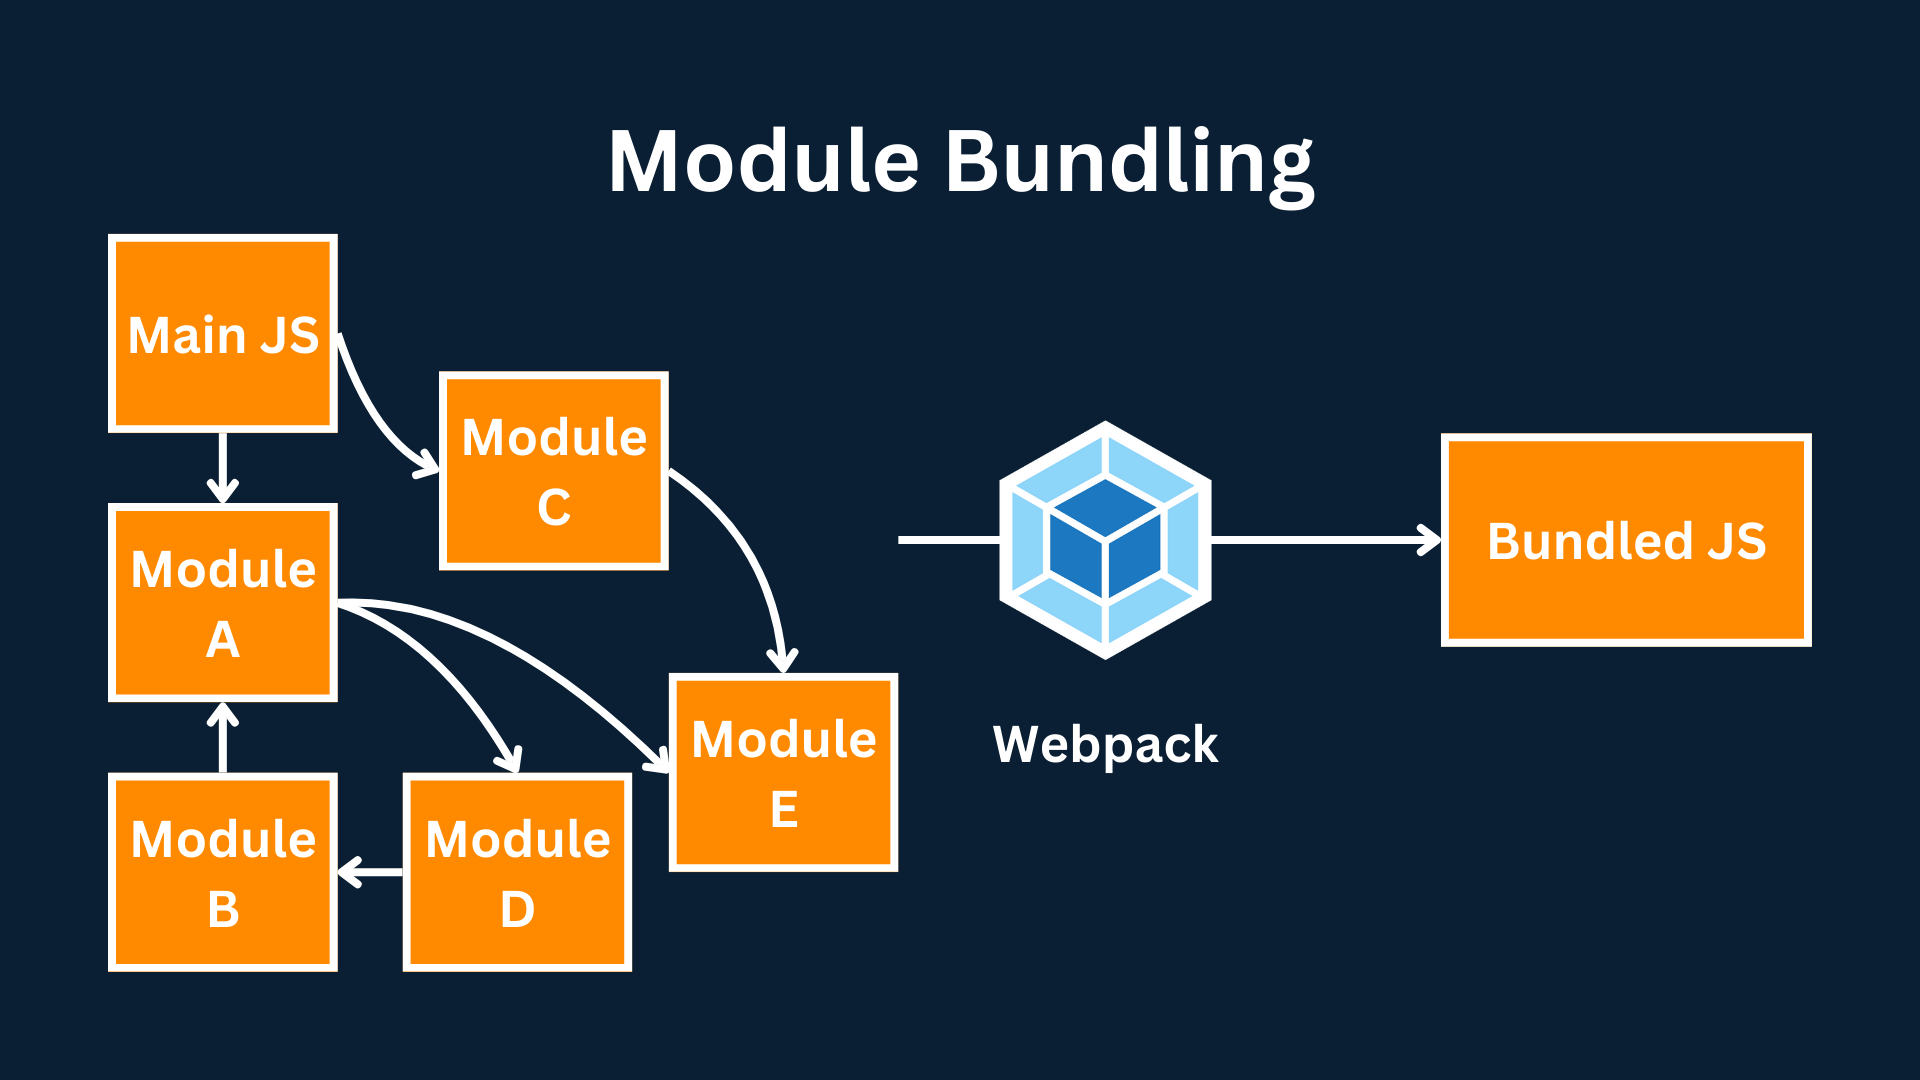 Module Bundling
Main JS
Module
C
Module
A
Bundled JS
Module
E
Webpack
Module
B
Module
D